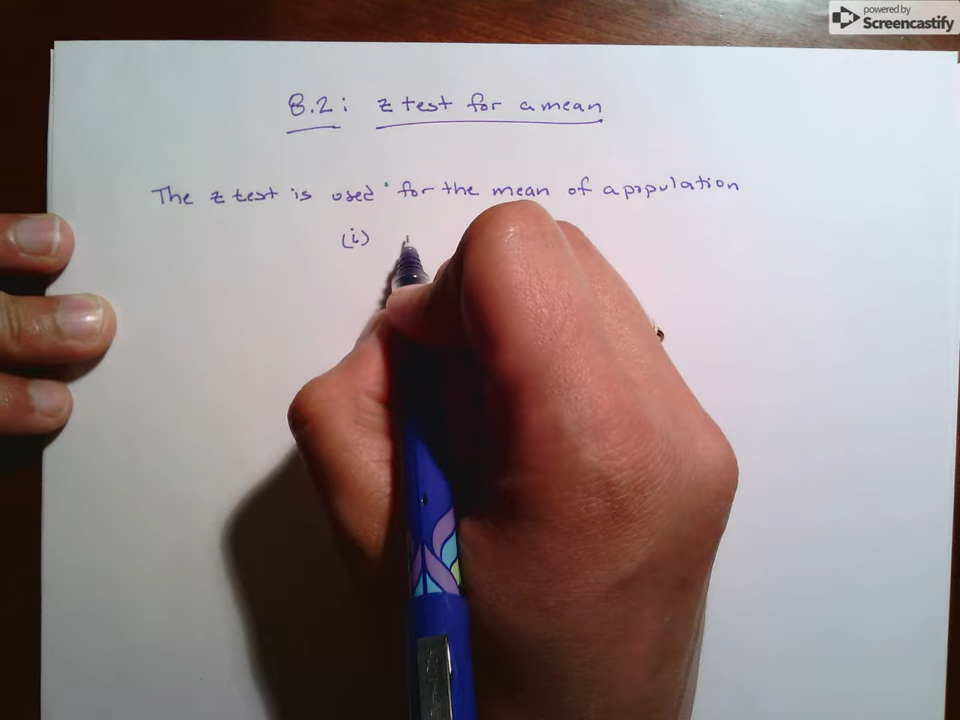 powered by
Screencastify
8.2: z test for a mean
The z test is used for the mean of a population
(i)